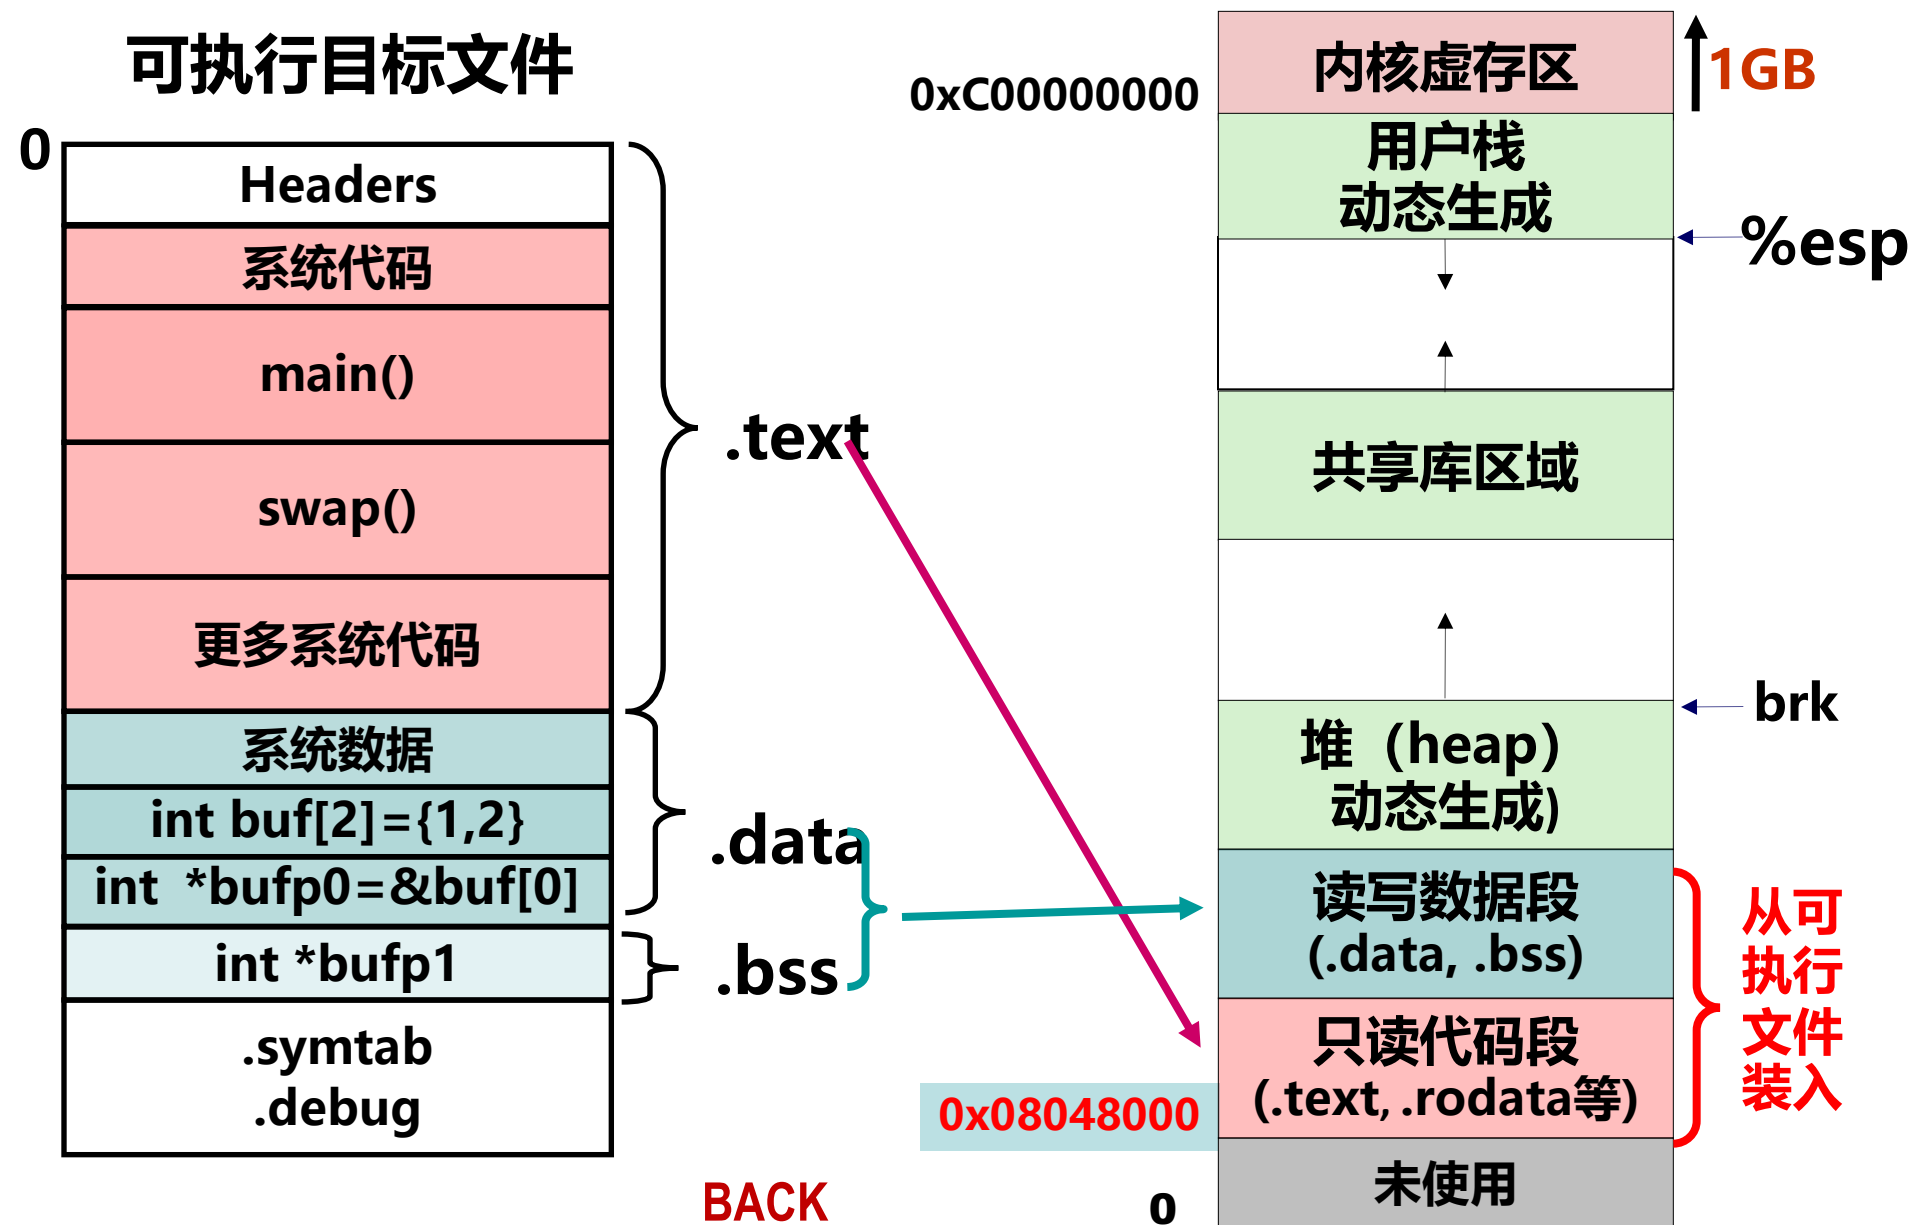 可执行目标文件
0
Headers
系统代码
main()
swap()
更多系统代码
系统数据
int buf[2]={1,2}
int *bufp0=&buf[0]
int *bufp1
.symtab
.debug
.text
.data
.bss
BACK
0xC00000000
内核虚存区
1GB
用户栈
动态生成
%esp
共享库区域
brk
堆（heap）
动态生成)
读写数据段
(.data, .bss)
只读代码段
(.text, .rodata等)
0x08048000
未使用
0
从可
执行
文件
装入